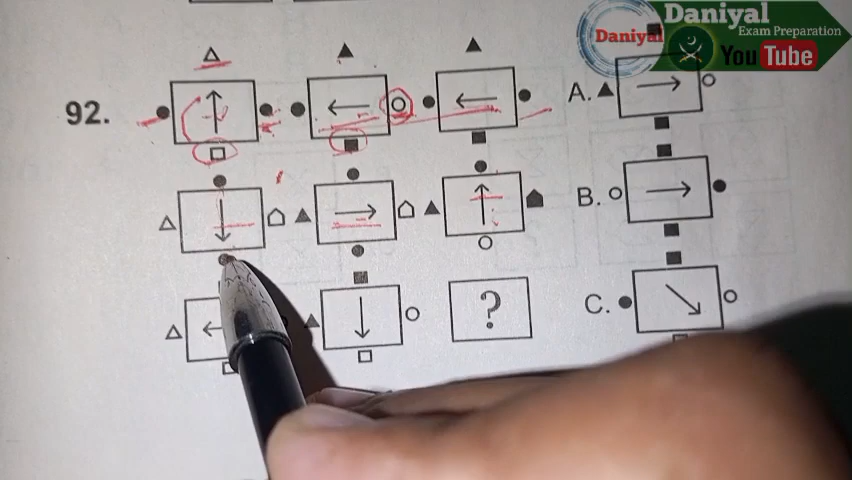 Daniyal
Exam Preparation
Daniyal
YouTube
92.
A.
B.
?
C.